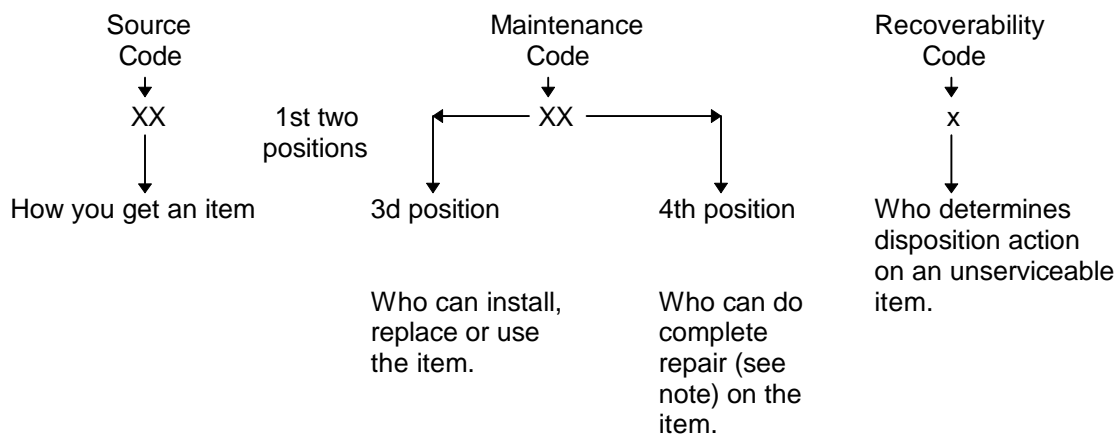 Source
Code
Maintenance
Code
Recoverability
Code
XX
1st two
positions
XX
x
How you get an item
3d position
4th position
Who determines
disposition action
on an unserviceable
item.
Who can install,
replace or use
the item.
Who can do
complete
repair (see
note) on the
item.